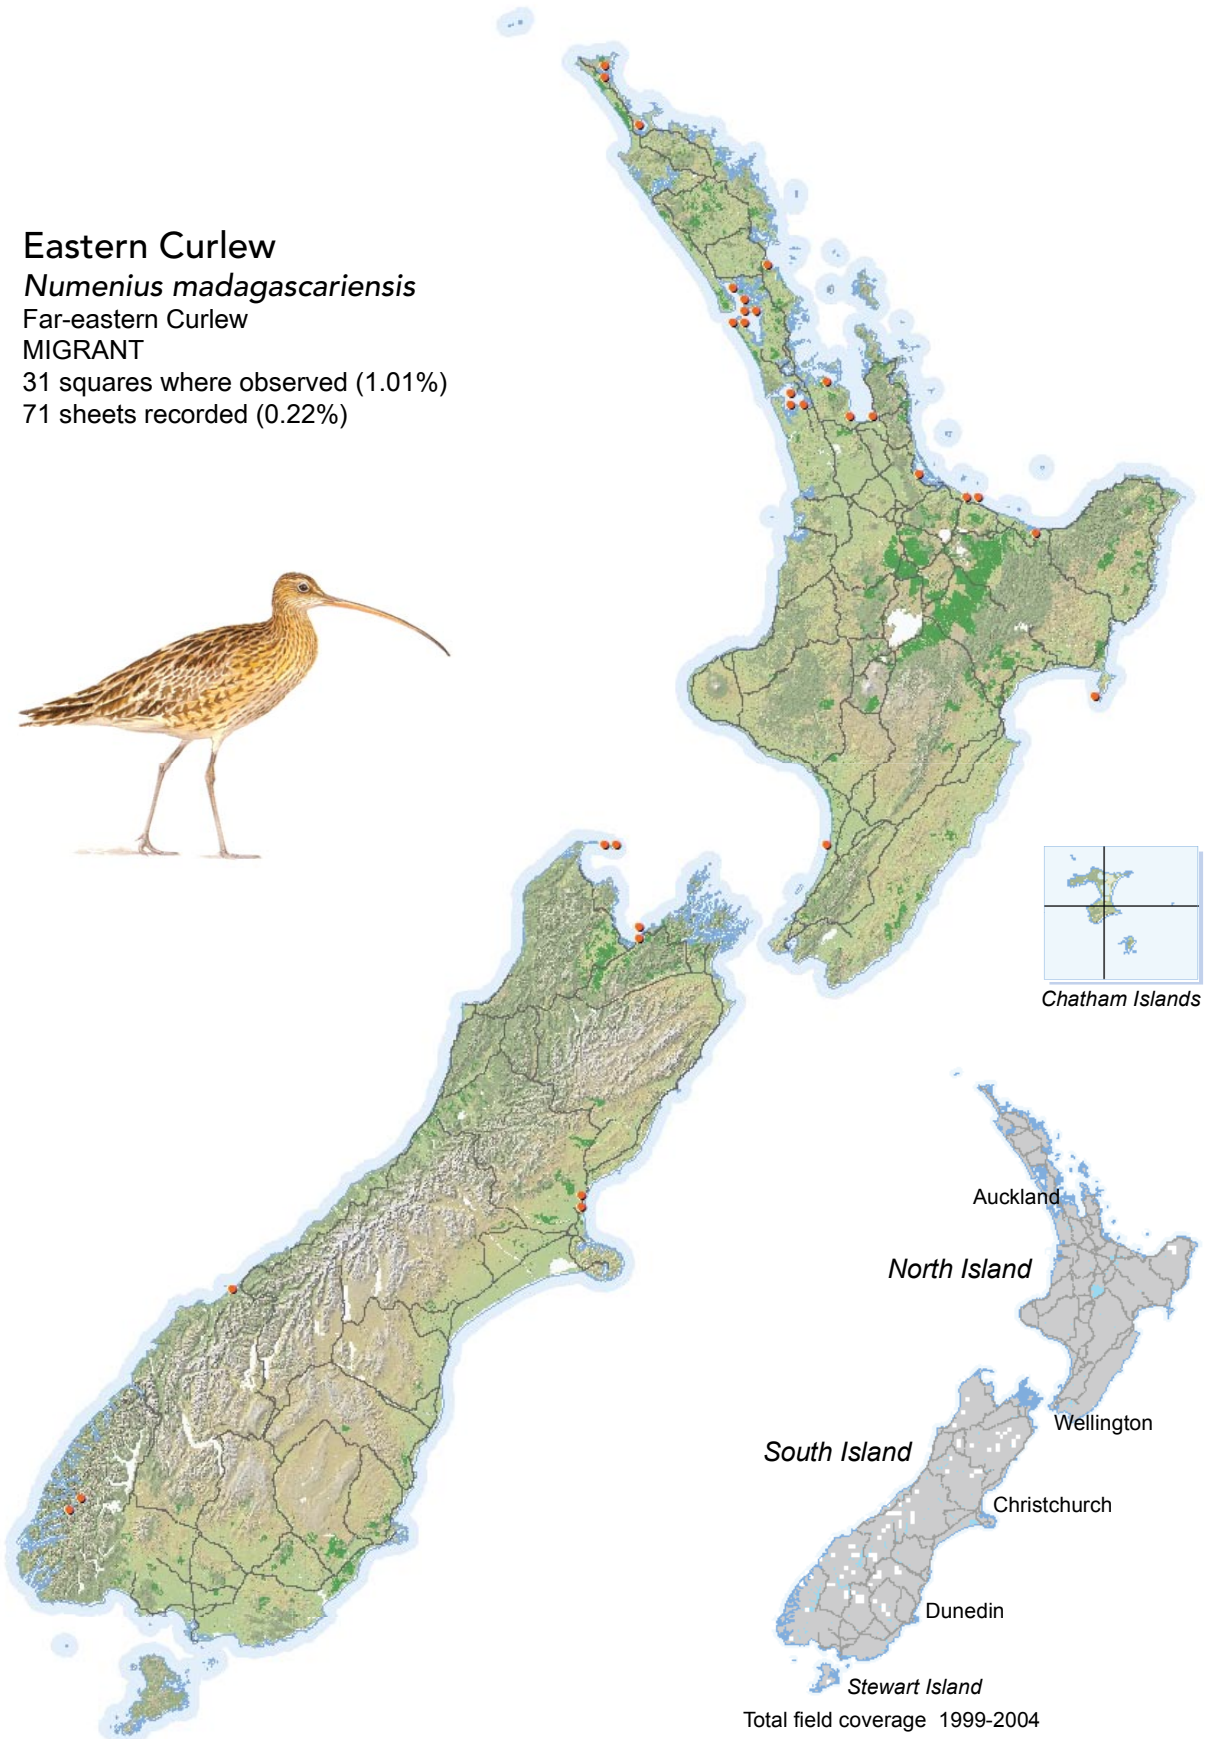 Eastern Curlew
Numenius madagascariensis
Far-eastern Curlew
MIGRANT
31 squares where observed (1.01%)
71 sheets recorded (0.22%)
Chatham Islands
Auckland
North Island
Wellington
South Island
Christchurch
Dunedin
Stewart Island
Total field coverage 1999-2004